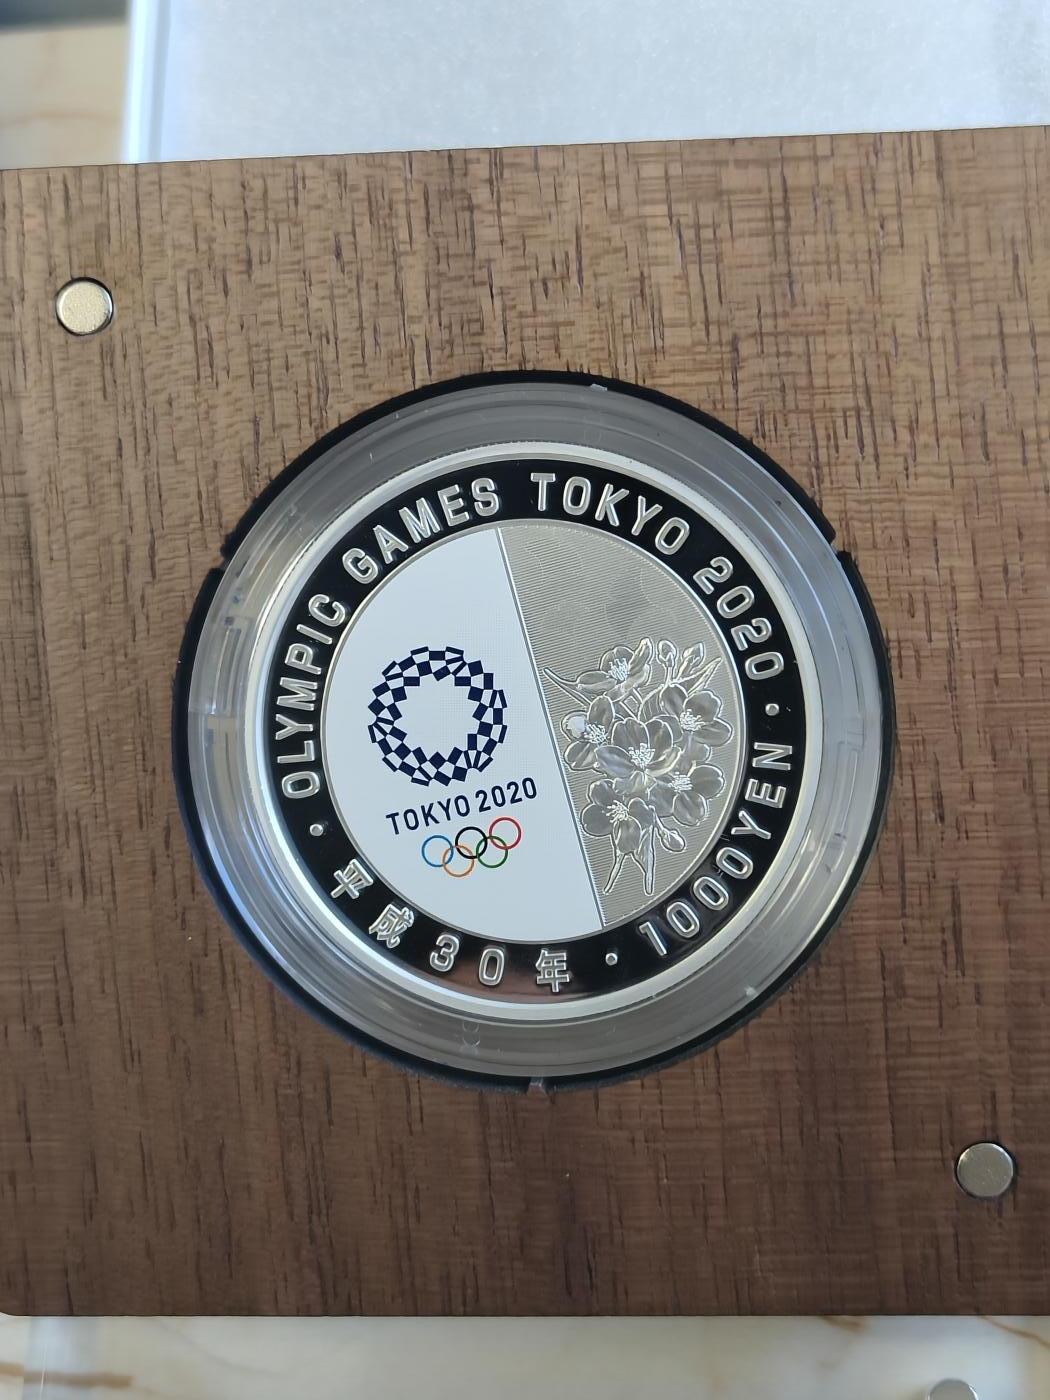 OLYMPIC GAMES TOKYO 2020
TOKYO 2020
平成30年
1000YEN